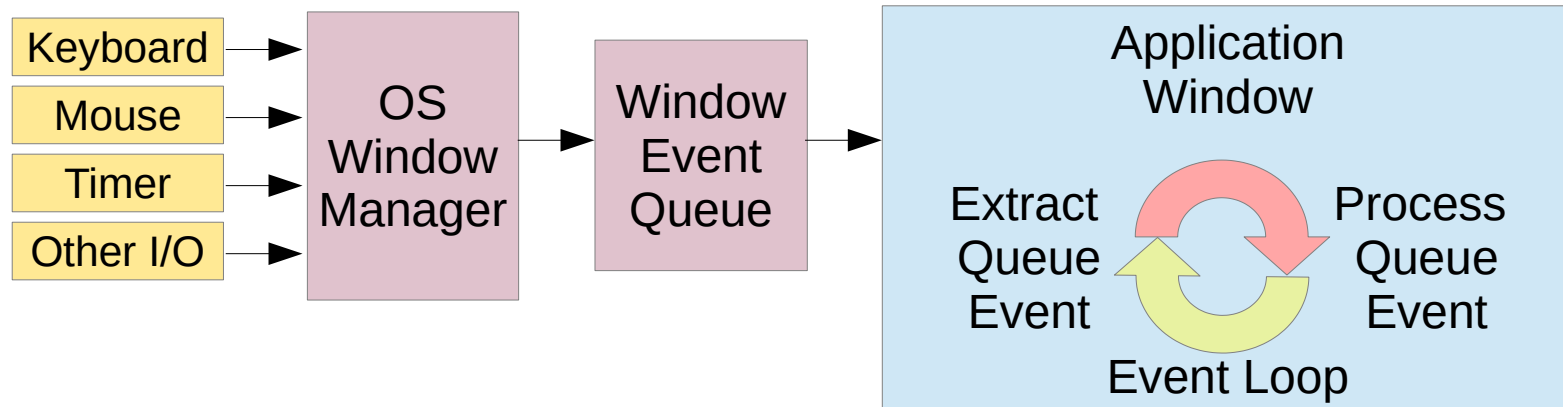 Keyboard
Mouse
Timer
Other I/O
OS
Window
Manager
Window
Event
Queue
Application
Window
Extract
Queue
Event
Process
Queue
Event
Event Loop